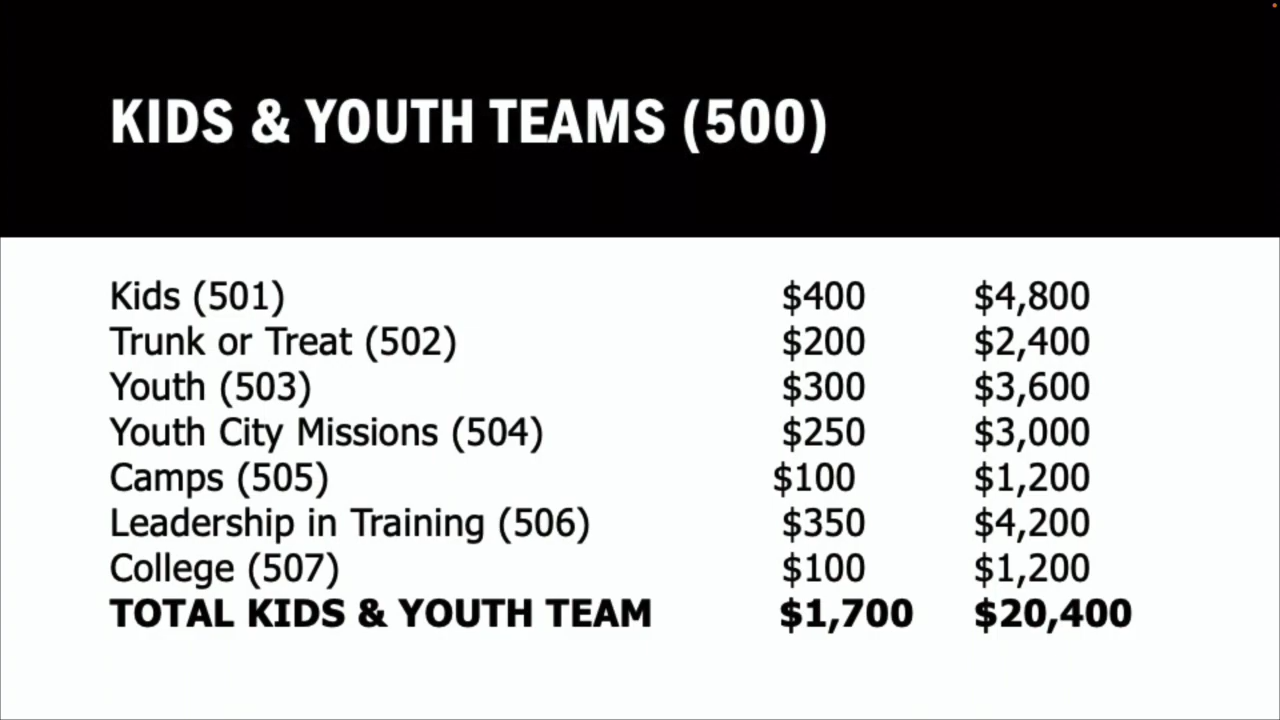 KIDS & YOUTH TEAMS (500)
Kids (501) $400 $4,800
Trunk or Treat (502) $200 $2,400
Youth (503) $300 $3,600
Youth City Missions (504) $250 $3,000
Camps (505) $100 $1,200
Leadership in Training (506) $350 $4,200
College (507) $100 $1,200
TOTAL KIDS & YOUTH TEAM $1,700 $20,400